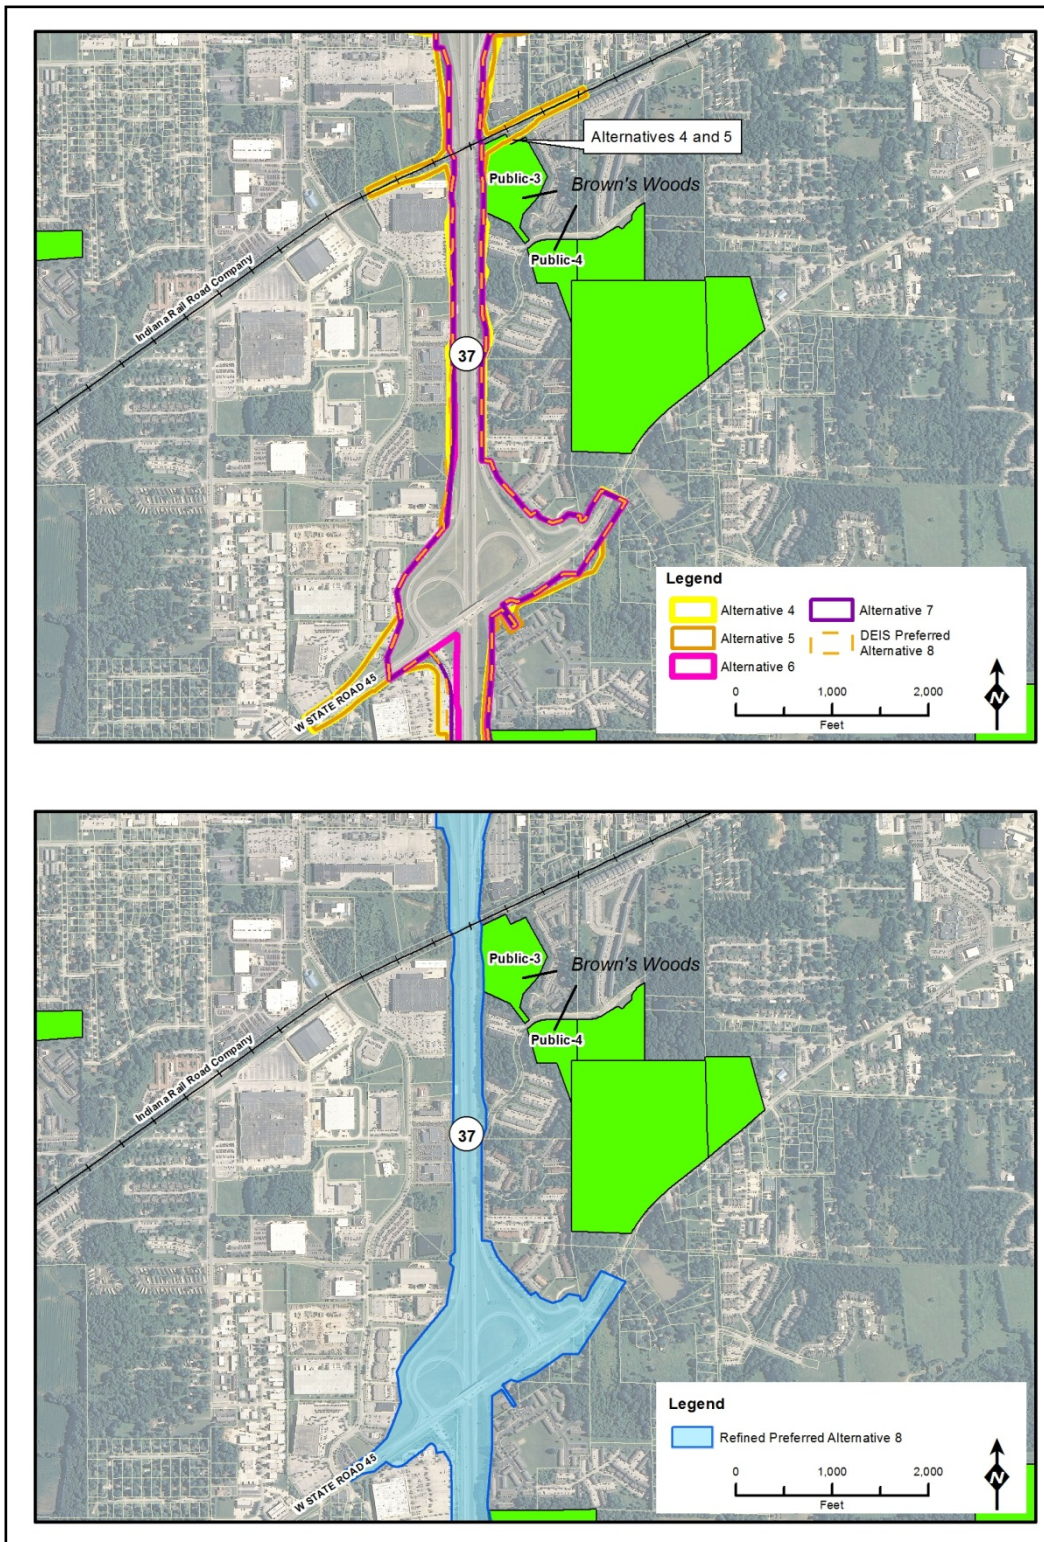 Alternatives 4 and 5
Public-3
Brown's Woods
Public-4
Indiana Rail Road Company
37
W STATE ROAD 45
Legend
Alternative 4
Alternative 5
Alternative 6
Alternative 7
DEIS Preferred
Alternative 8
0 1,000 2,000
Feet
N
Public-3
Brown's Woods
Public-4
Indiana Rail Road Company
37
W STATE ROAD 45
Legend
Refined Preferred Alternative 8
0 1,000 2,000
Feet
N